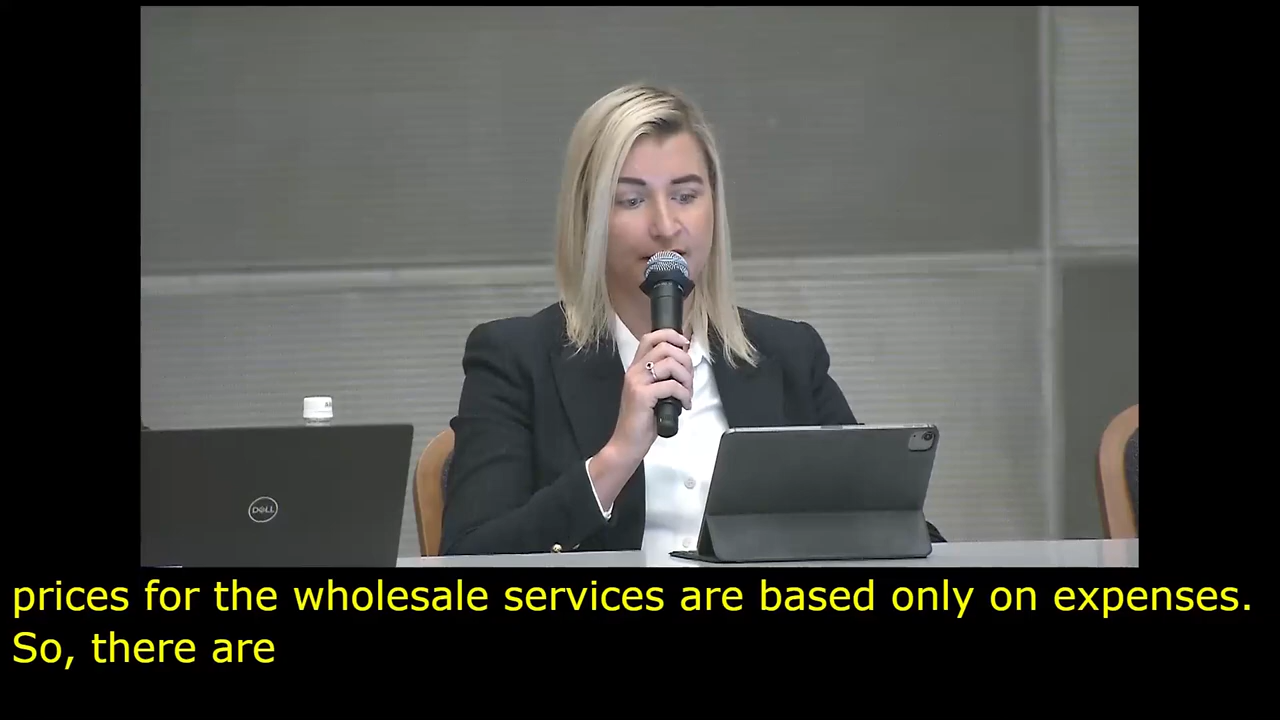 DELL
prices for the wholesale services are based only on expenses.
So, there are